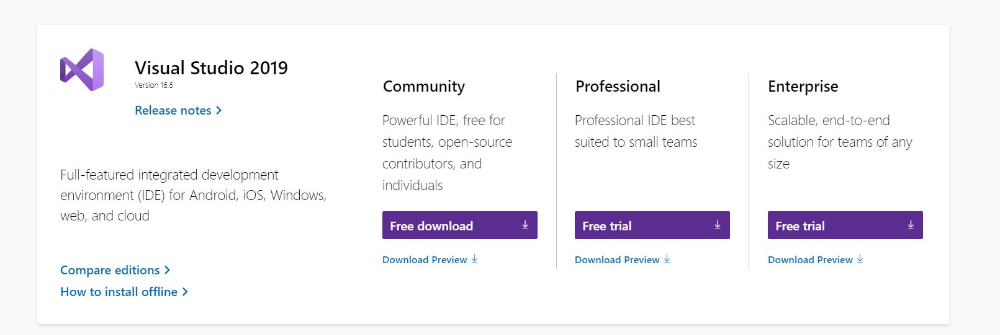 Visual Studio 2019
Version 16.6
Release notes
Full-featured integrated development
environment (IDE) for Android, iOS, Windows,
web, and cloud
Compare editions
How to install offline
Community
Powerful IDE, free for
students, open-source
contributors, and
individuals
Free download
Download Preview
Professional
Professional IDE best
suited to small teams
Free trial
Download Preview
Enterprise
Scalable, end-to-end
solution for teams of any
size
Free trial
Download Preview